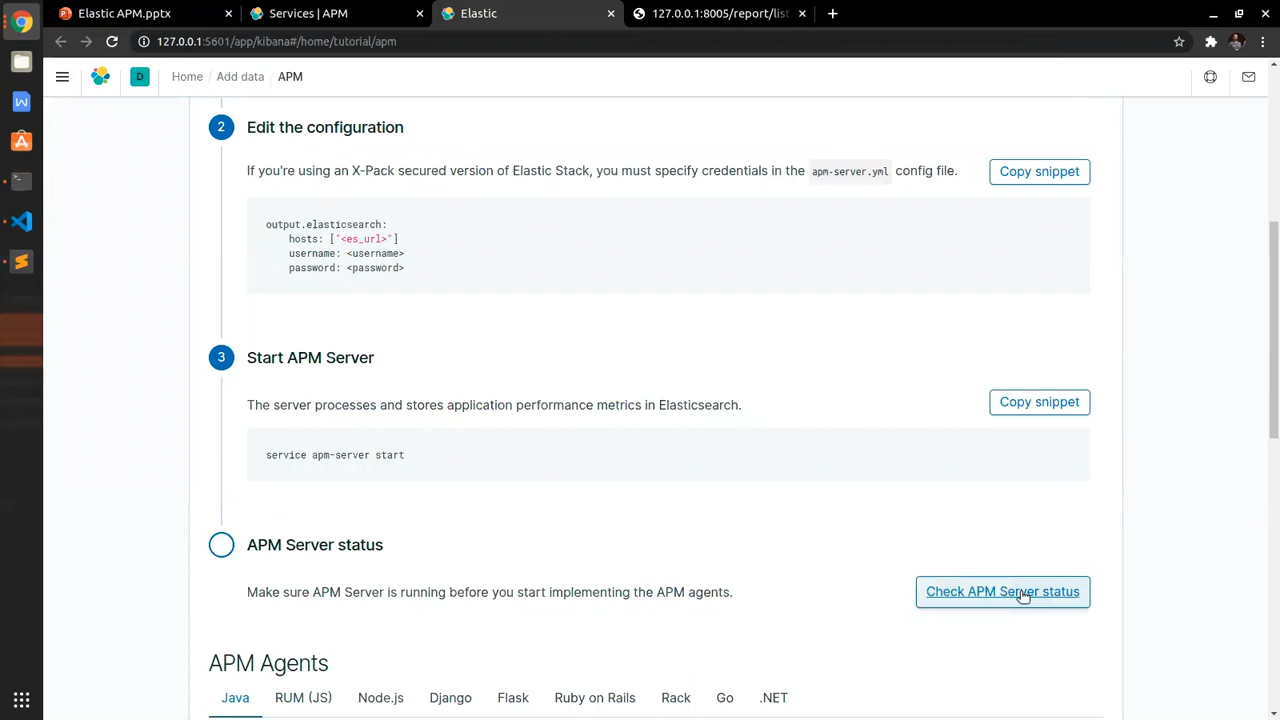 Elastic APM.pptx
Services | APM
Elastic
127.0.0.1:8005/report/list
127.0.0.1:5601/app/kibana#/home/tutorial/apm
D
Home / Add data / APM
2
Edit the configuration
If you're using an X-Pack secured version of Elastic Stack, you must specify credentials in the apm-server.yml config file.
Copy snippet
output.elasticsearch:
hosts: ["<es_url>"]
username: <username>
password: <password>
3
Start APM Server
The server processes and stores application performance metrics in Elasticsearch.
Copy snippet
service apm-server start
APM Server status
Make sure APM Server is running before you start implementing the APM agents.
Check APM Server status
APM Agents
Java RUM (JS) Node.js Django Flask Ruby on Rails Rack Go .NET